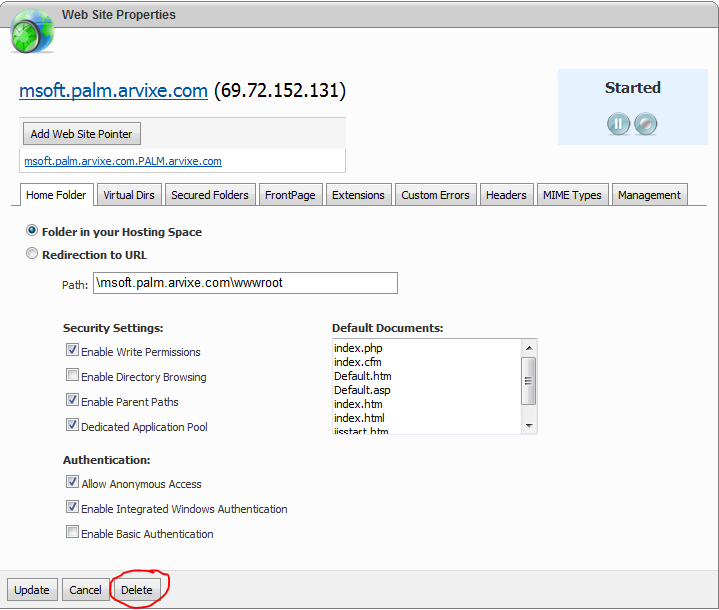 Web Site Properties
msoft.palm.arvixe.com (69.72.152.131)
Started
Add Web Site Pointer
msoft.palm.arvixe.com.PALM.arvixe.com
Home Folder Virtual Dirs Secured Folders FrontPage Extensions Custom Errors Headers MIME Types Management
Folder in your Hosting Space
Redirection to URL
Path: \msoft.palm.arvixe.com\wwwroot
Security Settings:
Enable Write Permissions
Enable Directory Browsing
Enable Parent Paths
Dedicated Application Pool
Default Documents:
index.php
index.cfm
Default.htm
Default.asp
index.htm
index.html
iisstart.htm
Authentication:
Allow Anonymous Access
Enable Integrated Windows Authentication
Enable Basic Authentication
Update Cancel Delete